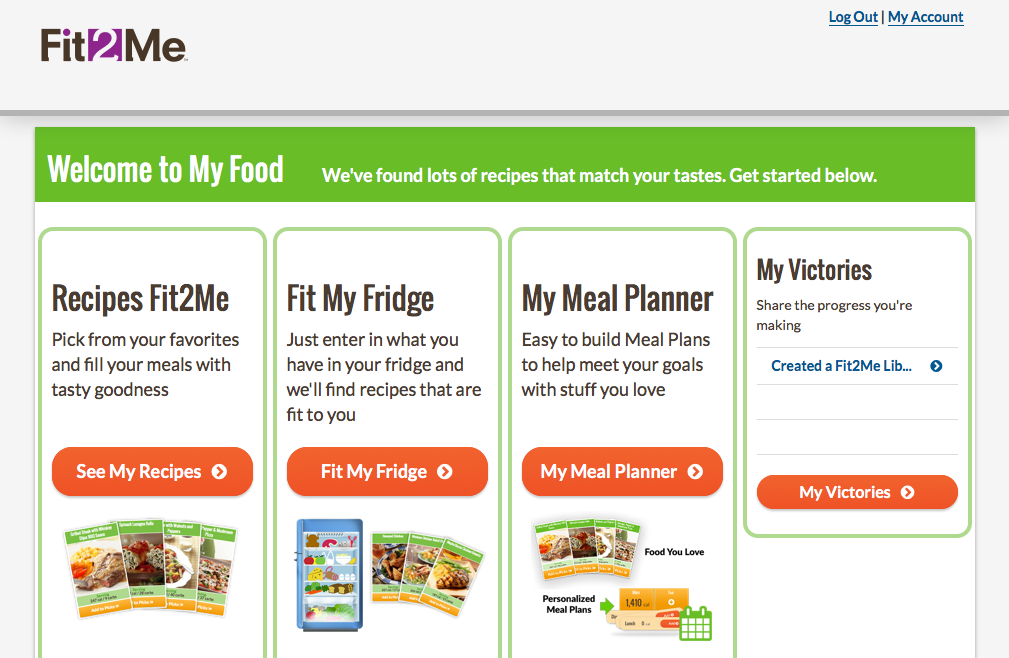 Log Out | My Account
Fit2Me
Welcome to My Food
We've found lots of recipes that match your tastes. Get started below.
Recipes Fit2Me
Pick from your favorites
and fill your meals with
tasty goodness
See My Recipes
Fit My Fridge
Just enter in what you
have in your fridge and
we'll find recipes that are
fit to you
Fit My Fridge
My Meal Planner
Easy to build Meal Plans
to help meet your goals
with stuff you love
My Meal Planner
Food You Love
Personalized
Meal Plans
1,410
Lunch
My Victories
Share the progress you're
making
Created a Fit2Me Lib...
My Victories